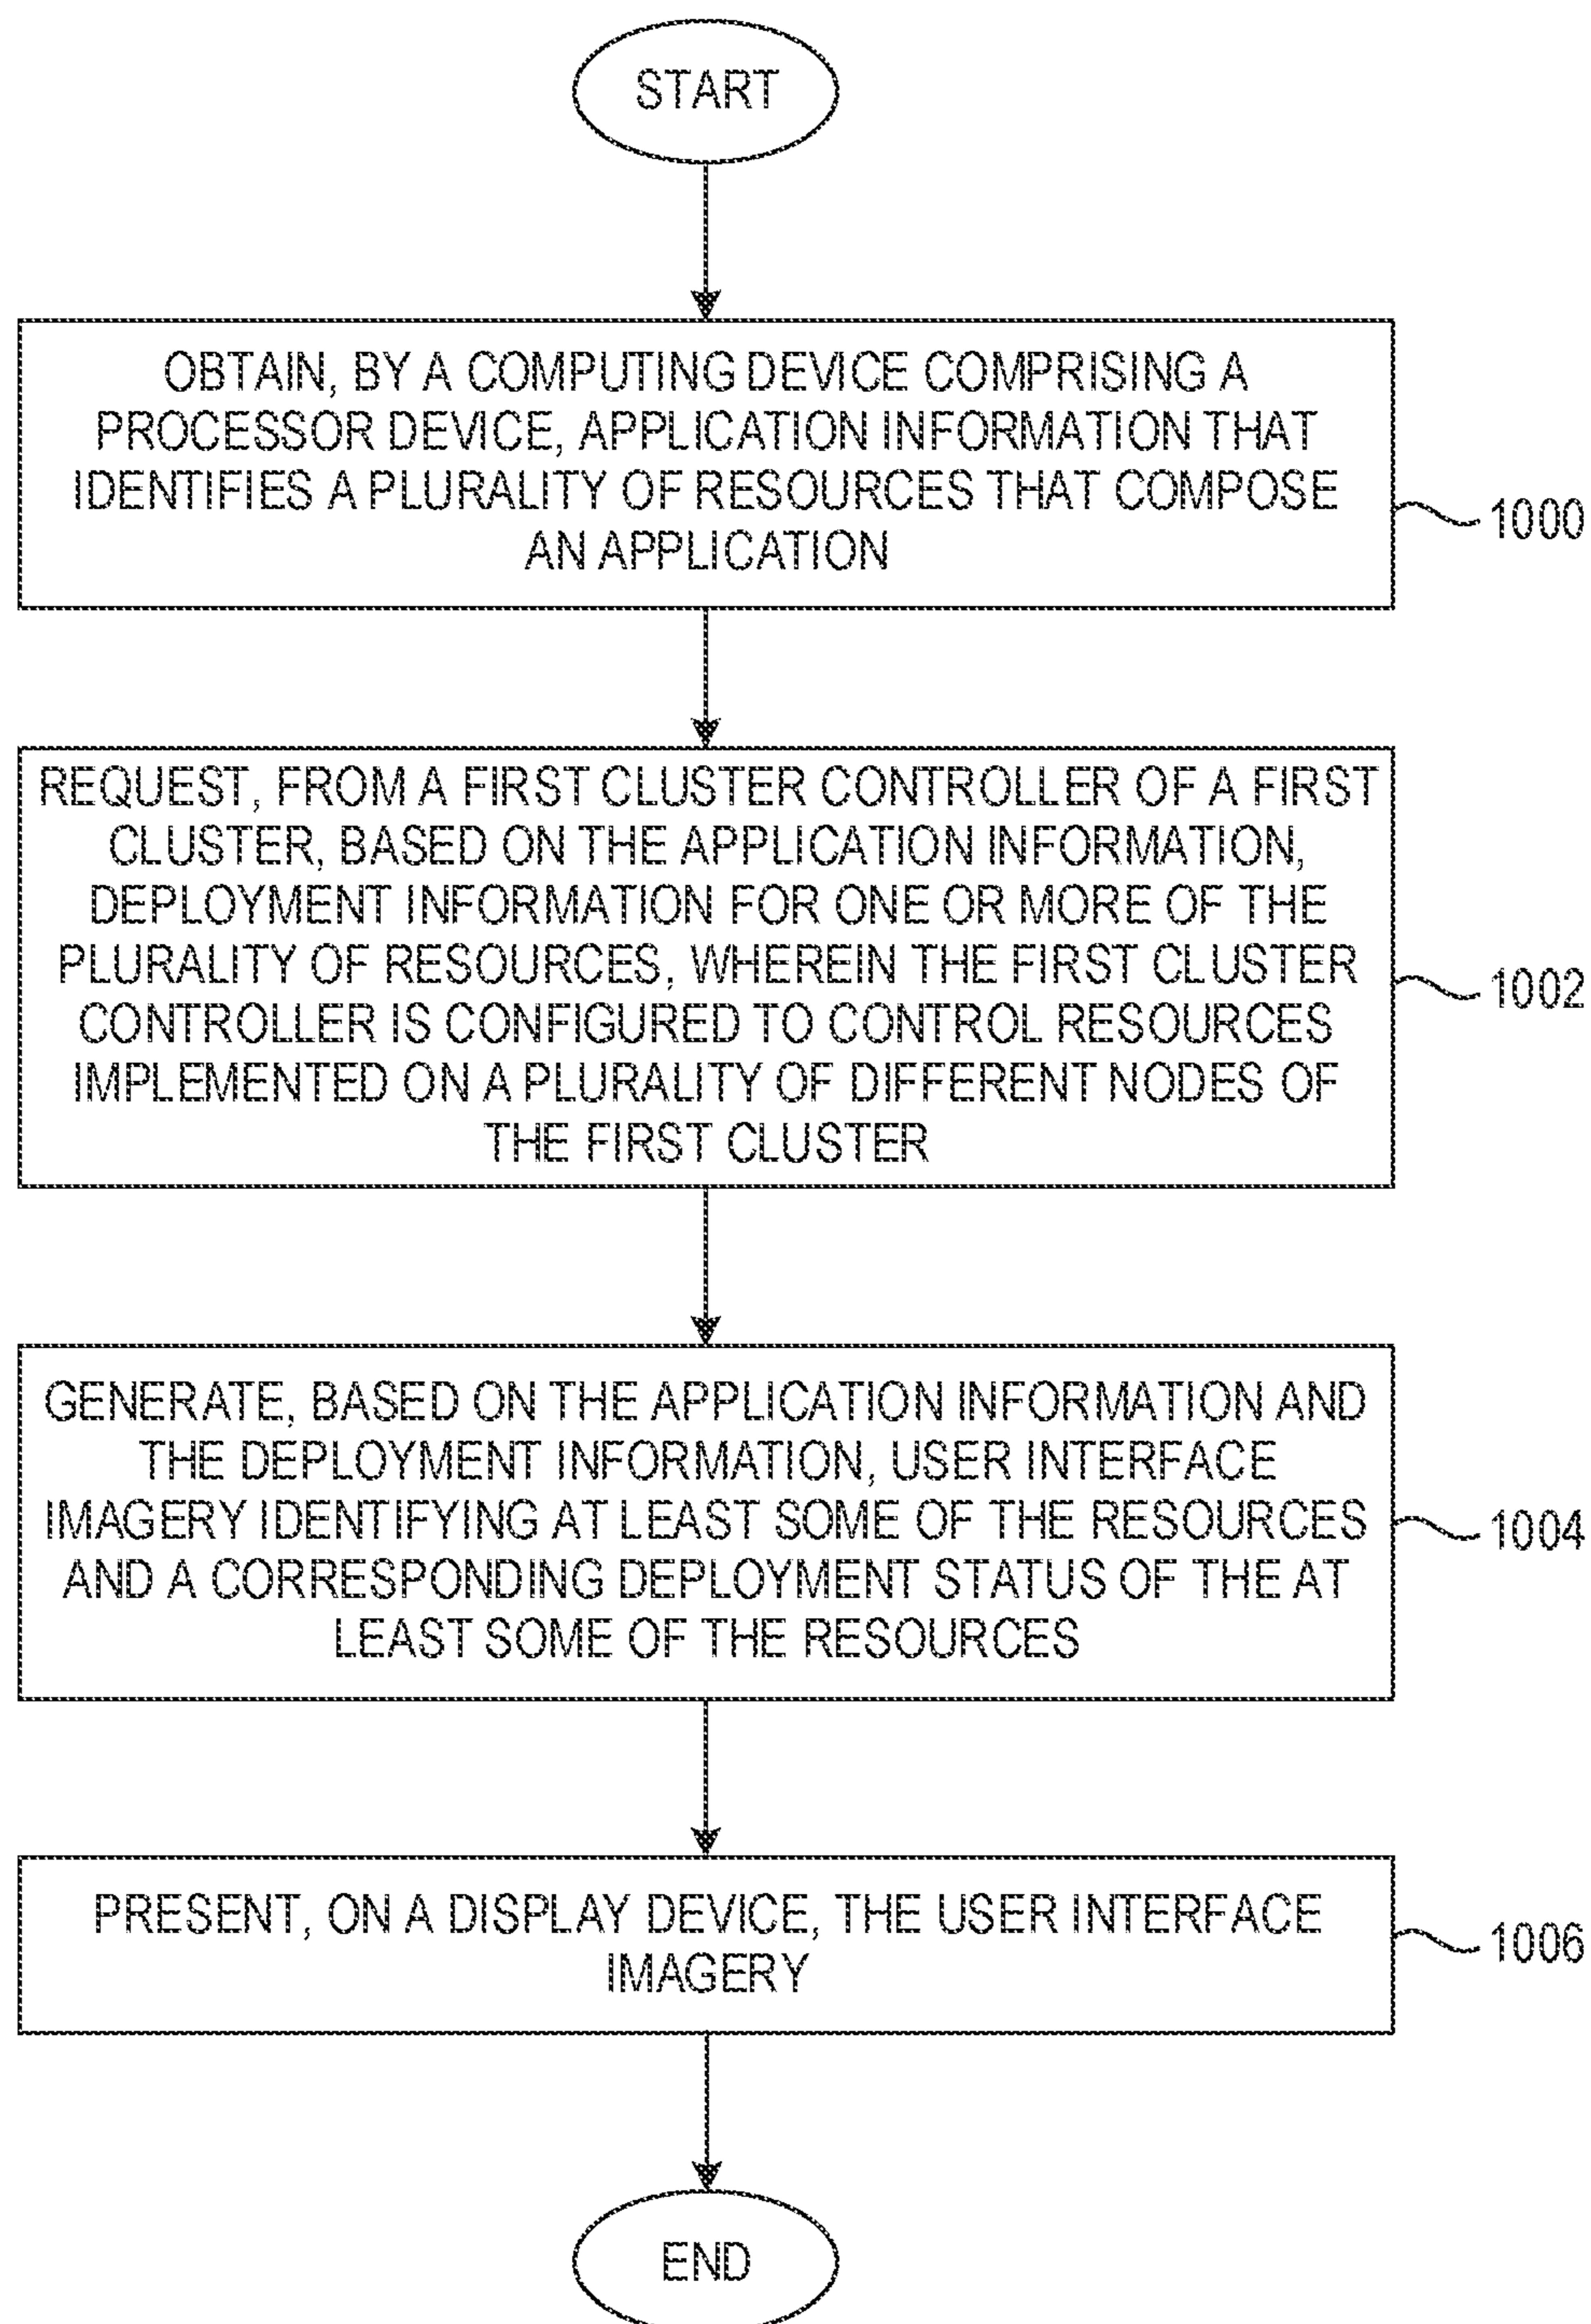 START
OBTAIN, BY A COMPUTING DEVICE COMPRISING A
PROCESSOR DEVICE, APPLICATION INFORMATION THAT
IDENTIFIES A PLURALITY OF RESOURCES THAT COMPOSE
AN APPLICATION
1000
REQUEST, FROM A FIRST CLUSTER CONTROLLER OF A FIRST
CLUSTER, BASED ON THE APPLICATION INFORMATION,
DEPLOYMENT INFORMATION FOR ONE OR MORE OF THE
PLURALITY OF RESOURCES, WHEREIN THE FIRST CLUSTER
CONTROLLER IS CONFIGURED TO CONTROL RESOURCES
IMPLEMENTED ON A PLURALITY OF DIFFERENT NODES OF
THE FIRST CLUSTER
1002
GENERATE, BASED ON THE APPLICATION INFORMATION AND
THE DEPLOYMENT INFORMATION, USER INTERFACE
IMAGERY IDENTIFYING AT LEAST SOME OF THE RESOURCES
AND A CORRESPONDING DEPLOYMENT STATUS OF THE AT
LEAST SOME OF THE RESOURCES
1004
PRESENT, ON A DISPLAY DEVICE, THE USER INTERFACE
IMAGERY
1006
END